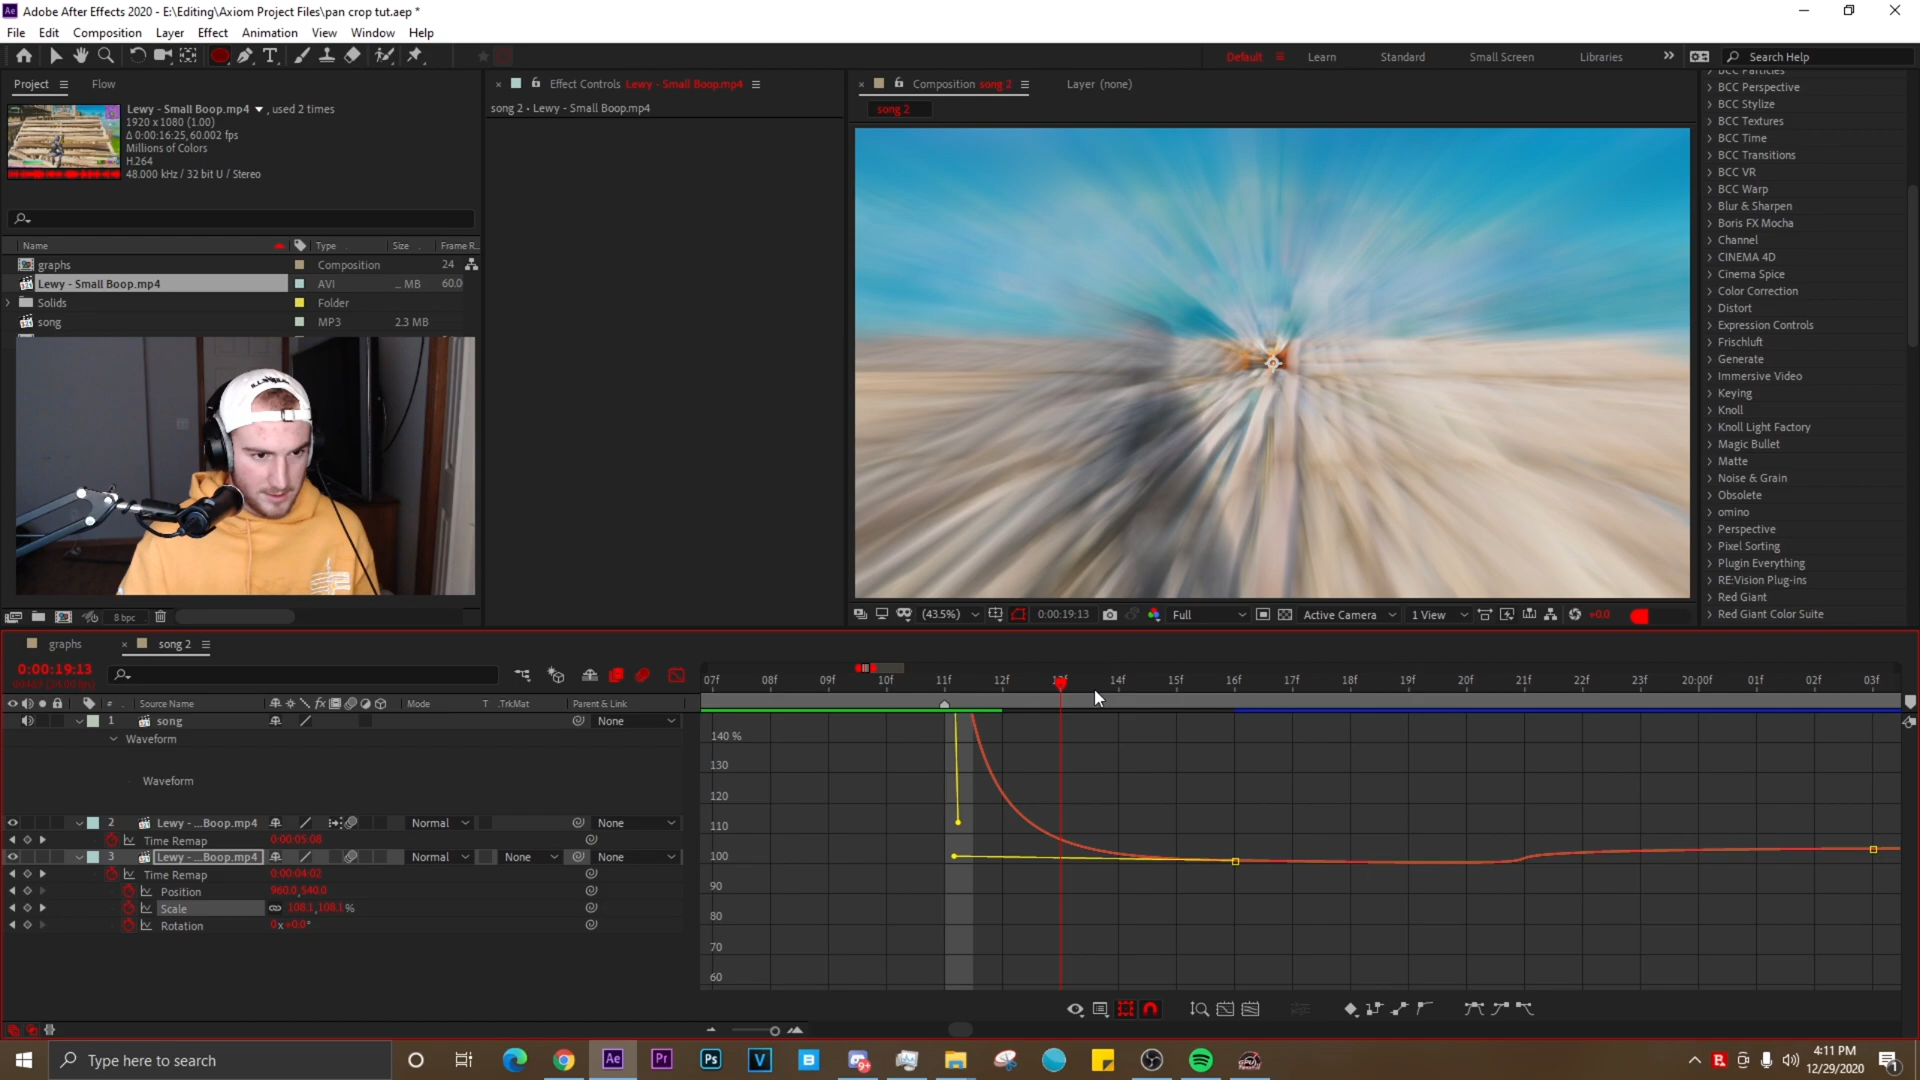 Adobe After Effects 2020 - E:\Editing\Axiom Project Files\pan crop tut.aep *
File Edit Composition Layer Effect Animation View Window Help
Default Learn Standard Small Screen Libraries Search Help
Project Flow
Lewy - Small Boop.mp4 , used 2 times
1920 x 1080 (1.00)
Δ 0:00:16:25, 60.002 fps
Millions of Colors
H.264
48.000 kHz / 32 bit U / Stereo
Name Type Size Frame R...
graphs Composition 24
Lewy - Small Boop.mp4 AVI ... MB 60.0
Solids Folder
song MP3 2.3 MB
8 bpc
Effect Controls Lewy - Small Boop.mp4
song 2 • Lewy - Small Boop.mp4
Composition song 2 Layer (none)
song 2
(43.5%) 0:00:19:13 Full Active Camera 1 View +0.0
BCC Particles
BCC Perspective
BCC Stylize
BCC Textures
BCC Time
BCC Transitions
BCC VR
BCC Warp
Blur & Sharpen
Boris FX Mocha
Channel
CINEMA 4D
Cinema Spice
Color Correction
Distort
Expression Controls
Frischluft
Generate
Immersive Video
Keying
Knoll
Knoll Light Factory
Magic Bullet
Matte
Noise & Grain
Obsolete
omino
Perspective
Pixel Sorting
Plugin Everything
RE:Vision Plug-ins
Red Giant
Red Giant Color Suite
graphs song 2
0:00:19:13
07f 08f 09f 10f 11f 12f 13f 14f 15f 16f 17f 18f 19f 20f 21f 22f 23f 20:00f 01f 02f 03f
# Source Name fx Mode T .TrkMat Parent & Link
1 song None
Waveform
Waveform
2 Lewy - ...Boop.mp4 Normal None
Time Remap 0:00:05:08
3 Lewy - ...Boop.mp4 Normal None None
Time Remap 0:00:04:02
Position 960.0,540.0
Scale 108.1,108.1%
Rotation 0x+0.0°
140 %
130
120
110
100
90
80
70
60
Type here to search
Ae Pr Ps V B 9+
4:11 PM
12/29/2020
1